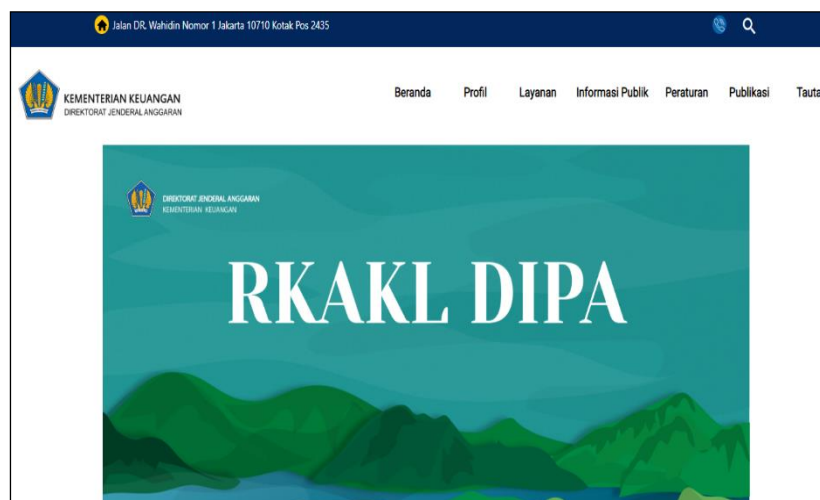 Jalan DR. Wahidin Nomor 1 Jakarta 10710 Kotak Pos 2435
KEMENTERIAN KEUANGAN
DIREKTORAT JENDERAL ANGGARAN
Beranda Profil Layanan Informasi Publik Peraturan Publikasi Tauta
DIREKTORAT JENDERAL ANGGARAN
KEMENTERIAN KEUANGAN
RKAKL DIPA